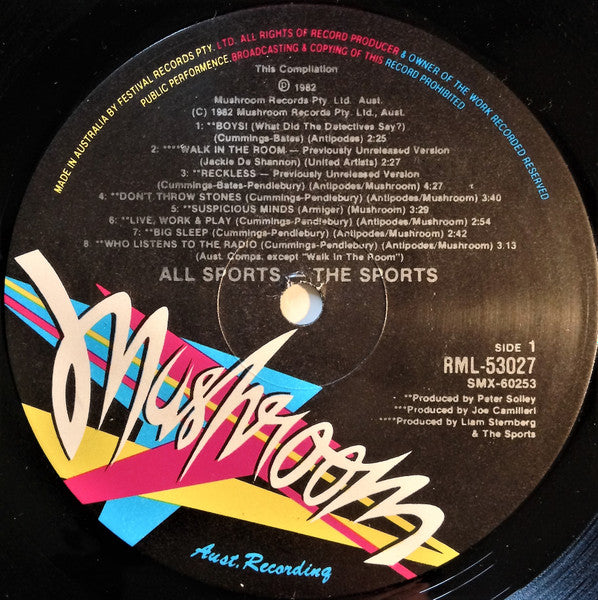 MADE IN AUSTRALIA BY FESTIVAL RECORDS PTY. LTD. ALL RIGHTS OF RECORD PRODUCER & OWNER OF THE WORK RECORDED RESERVED
PUBLIC PERFORMENCE, BROADCASTING & COPYING OF THIS RECORD PROHIBITED
This Compilation
℗ 1982
Mushroom Records Pty. Ltd. Aust.
(C) 1982 Mushroom Records Pty. Ltd., Aust.
1: **BOYS! (What Did The Detectives Say?)
(Cummings-Bates) (Antipodes) 2:25
2: ****WALK IN THE ROOM — Previously Unreleased Version
(Jackie De Shannon) (United Artists) 2:27
3: ***RECKLESS — Previously Unreleased Version
(Cummings-Bates-Pendlebury) (Antipodes/Mushroom) 4:27
4: **DON'T THROW STONES (Cummings-Pendlebury) (Antipodes/Mushroom) 3:40
5: **SUSPICIOUS MINDS (Armiger) (Mushroom) 3:29
6: **LIVE, WORK & PLAY (Cummings-Pendlebury) (Antipodes/Mushroom) 2:54
7: **BIG SLEEP (Cummings-Pendlebury) (Antipodes/Mushroom) 2:42
8: **WHO LISTENS TO THE RADIO (Cummings-Pendlebury) (Antipodes/Mushroom) 3.13
(Aust. Comps. except "Walk In The Room")
ALL SPORTS - THE SPORTS
SIDE 1
RML-53027
SMX-60253
**Produced by Peter Solley
***Produced by Joe Camilleri
****Produced by Liam Sternberg
& The Sports
Mushroom
Aust. Recording